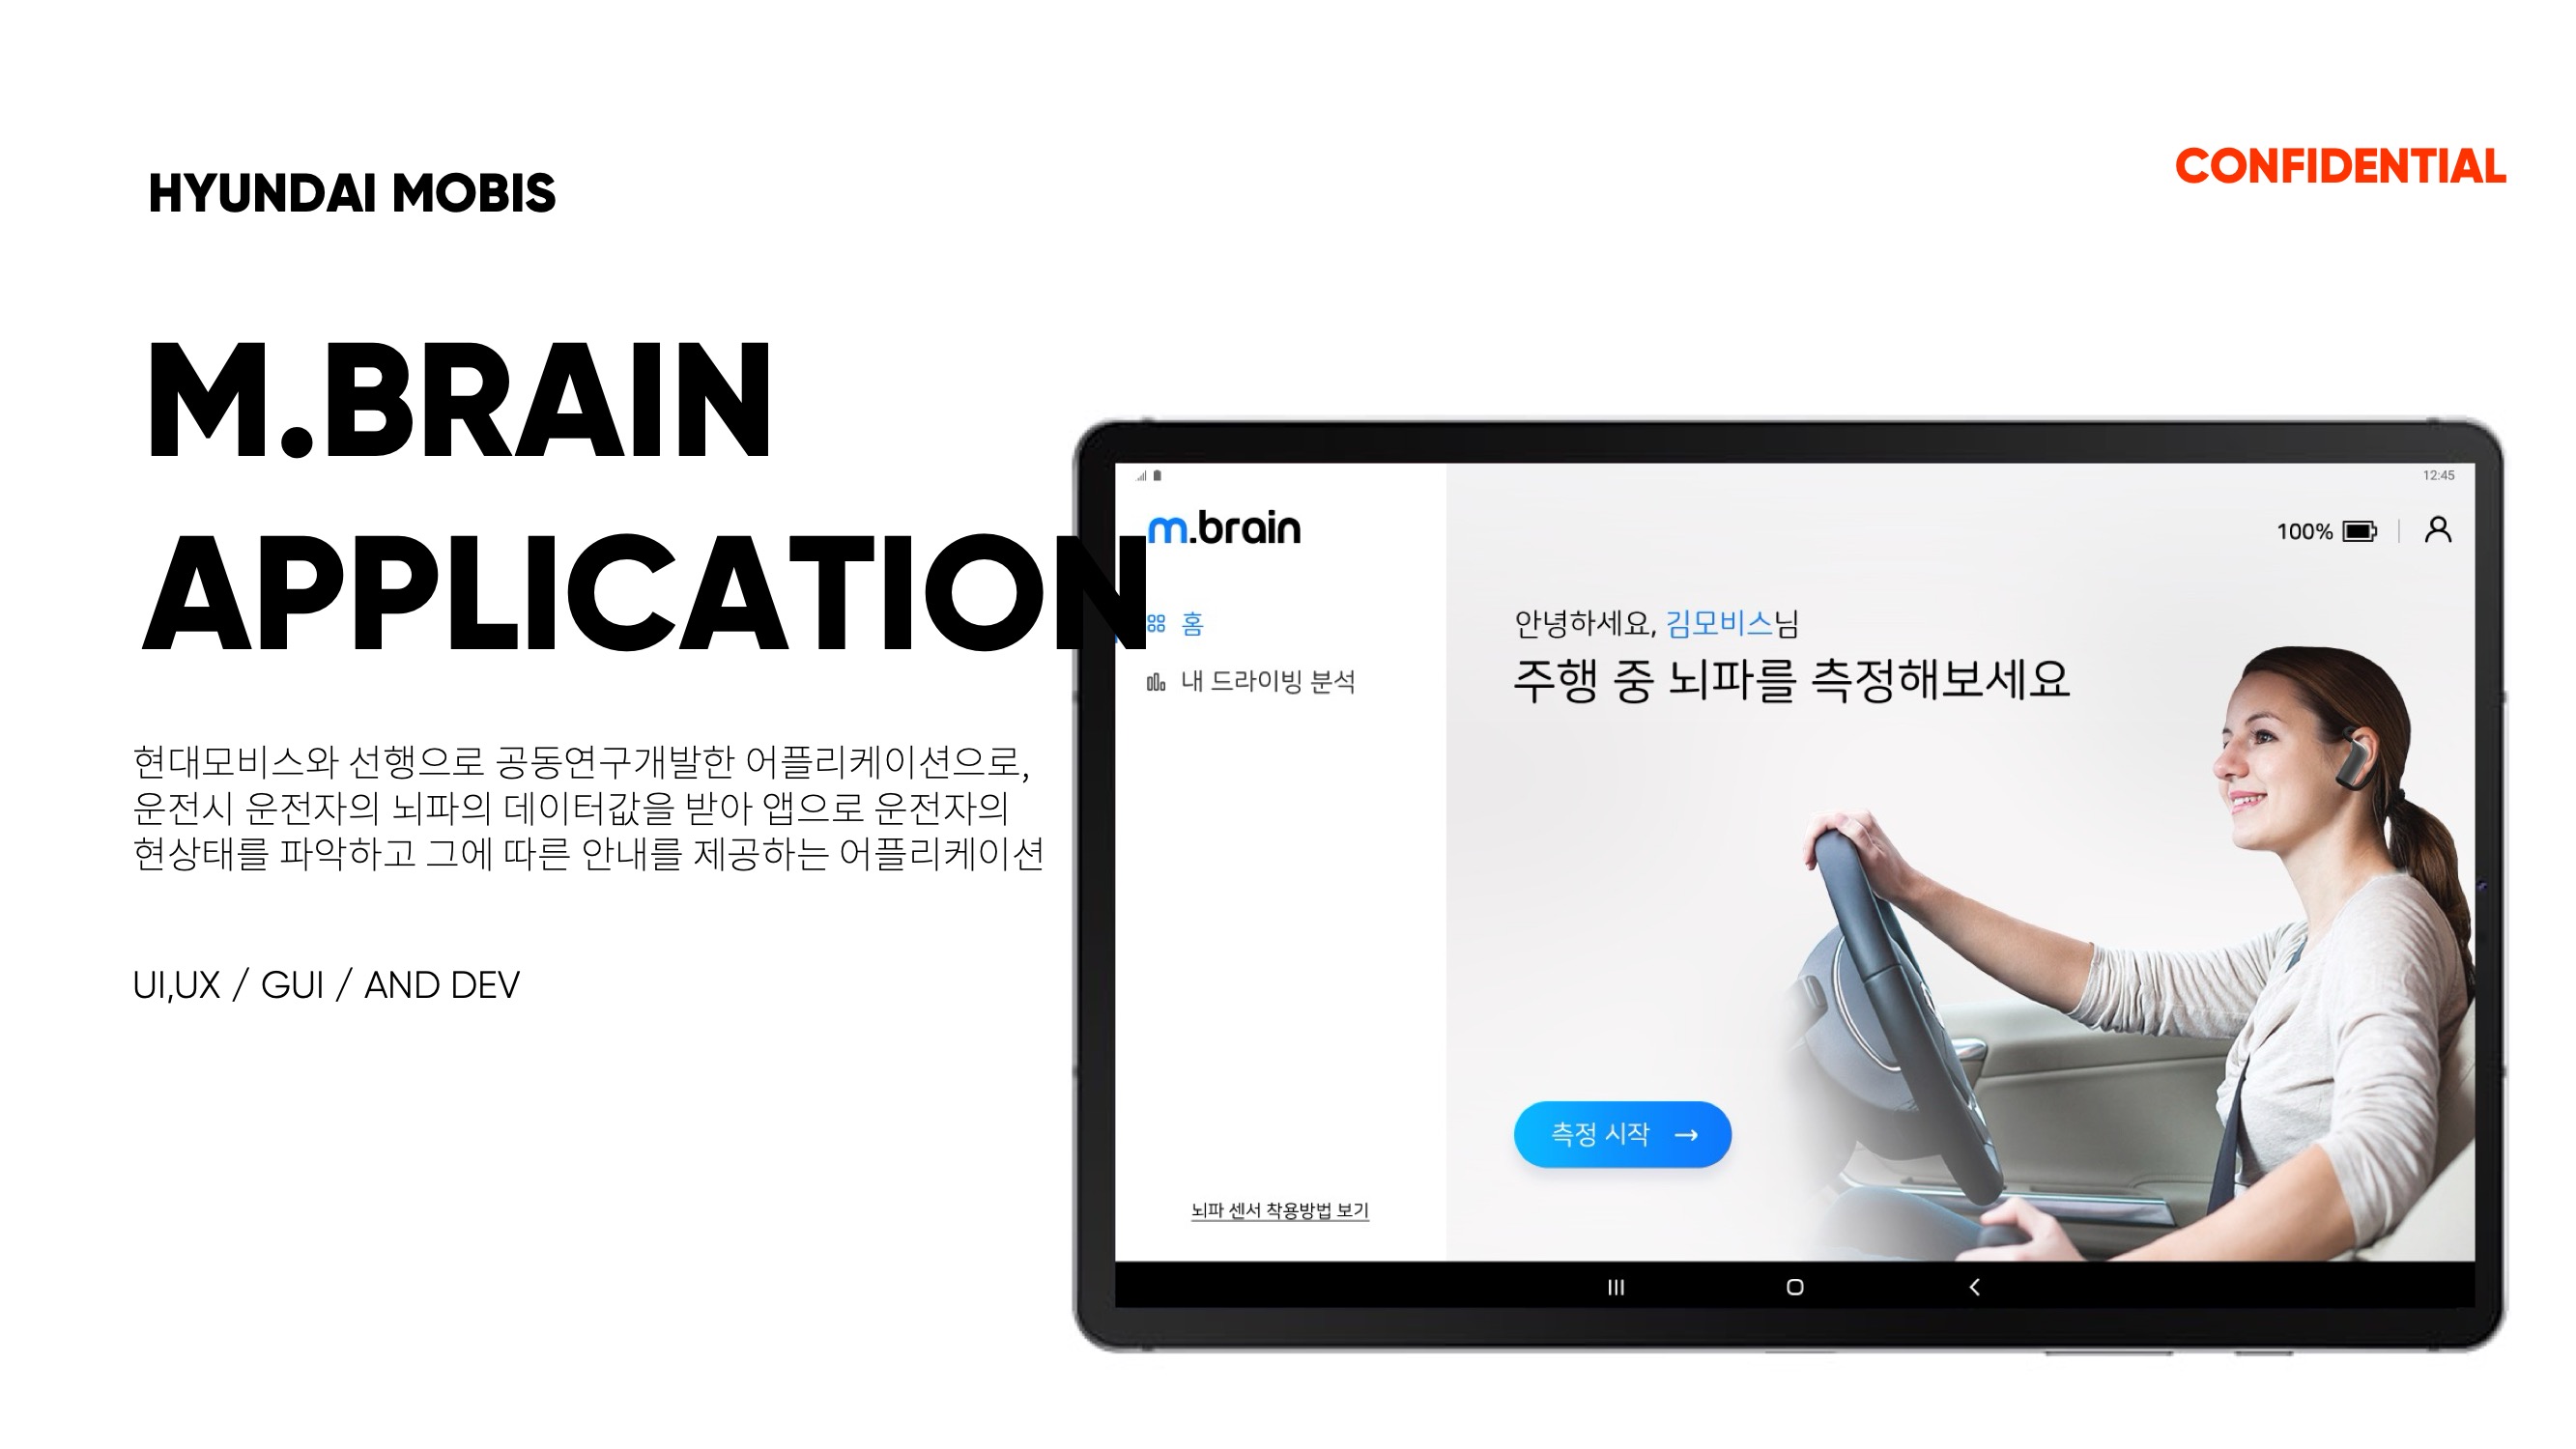 HYUNDAI MOBIS
CONFIDENTIAL
M.BRAIN
APPLICATION
현대모비스와 선행으로 공동연구개발한 어플리케이션으로,
운전시 운전자의 뇌파의 데이터값을 받아 앱으로 운전자의
현상태를 파악하고 그에 따른 안내를 제공하는 어플리케이션
UI,UX / GUI / AND DEV
12:45
m.brain
100%
홈
내 드라이빙 분석
안녕하세요, 김모비스님
주행 중 뇌파를 측정해보세요
측정 시작 →
뇌파 센서 착용방법 보기